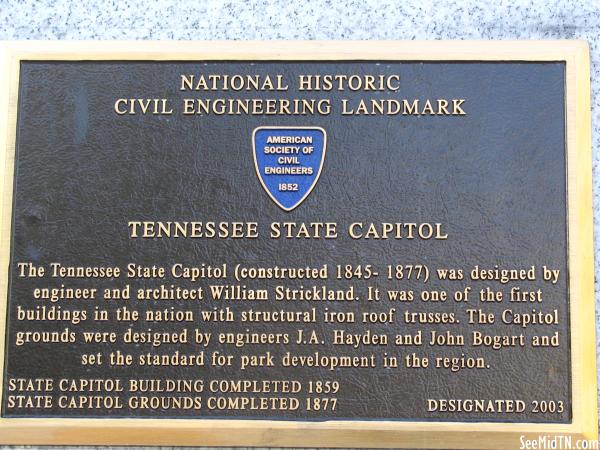 NATIONAL HISTORIC
CIVIL ENGINEERING LANDMARK
AMERICAN
SOCIETY OF
CIVIL
ENGINEERS
1852
TENNESSEE STATE CAPITOL
The Tennessee State Capitol (constructed 1845- 1877) was designed by
engineer and architect William Strickland. It was one of the first
buildings in the nation with structural iron roof trusses. The Capitol
grounds were designed by engineers J.A. Hayden and John Bogart and
set the standard for park development in the region.
STATE CAPITOL BUILDING COMPLETED 1859
STATE CAPITOL GROUNDS COMPLETED 1877 DESIGNATED 2003
SeeMidTN.com